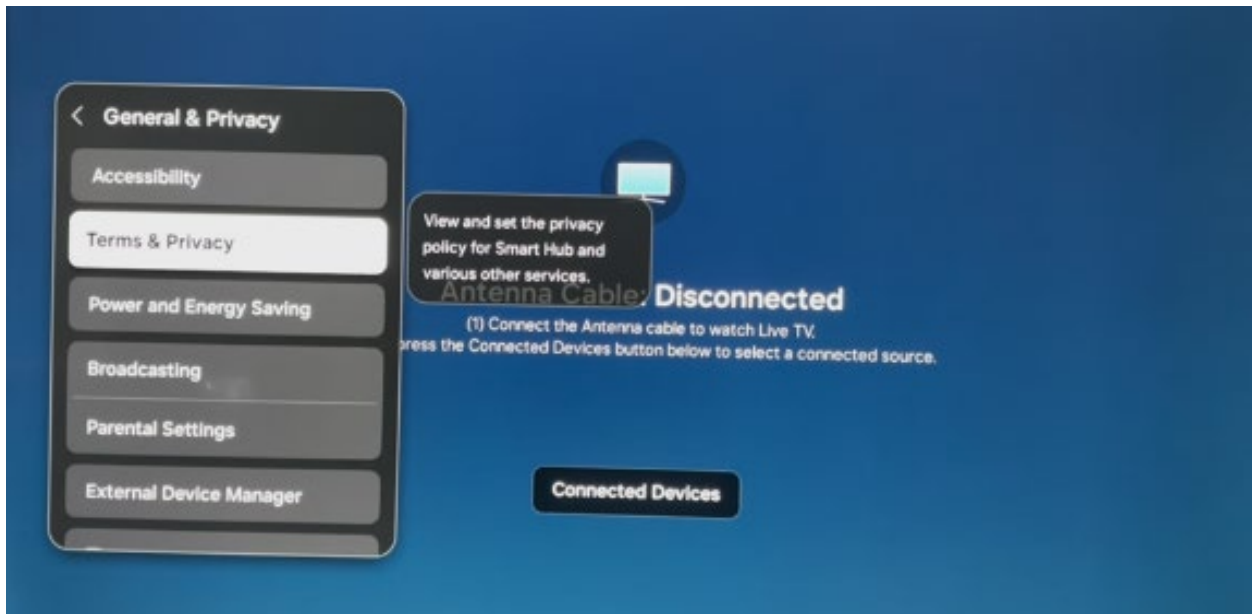 General & Privacy
Accessibility
Terms & Privacy
Power and Energy Saving
Broadcasting
Parental Settings
External Device Manager
View and set the privacy
policy for Smart Hub and
various other services.
Antenna Cable: Disconnected
(1) Connect the Antenna cable to watch Live TV.
press the Connected Devices button below to select a connected source.
Connected Devices